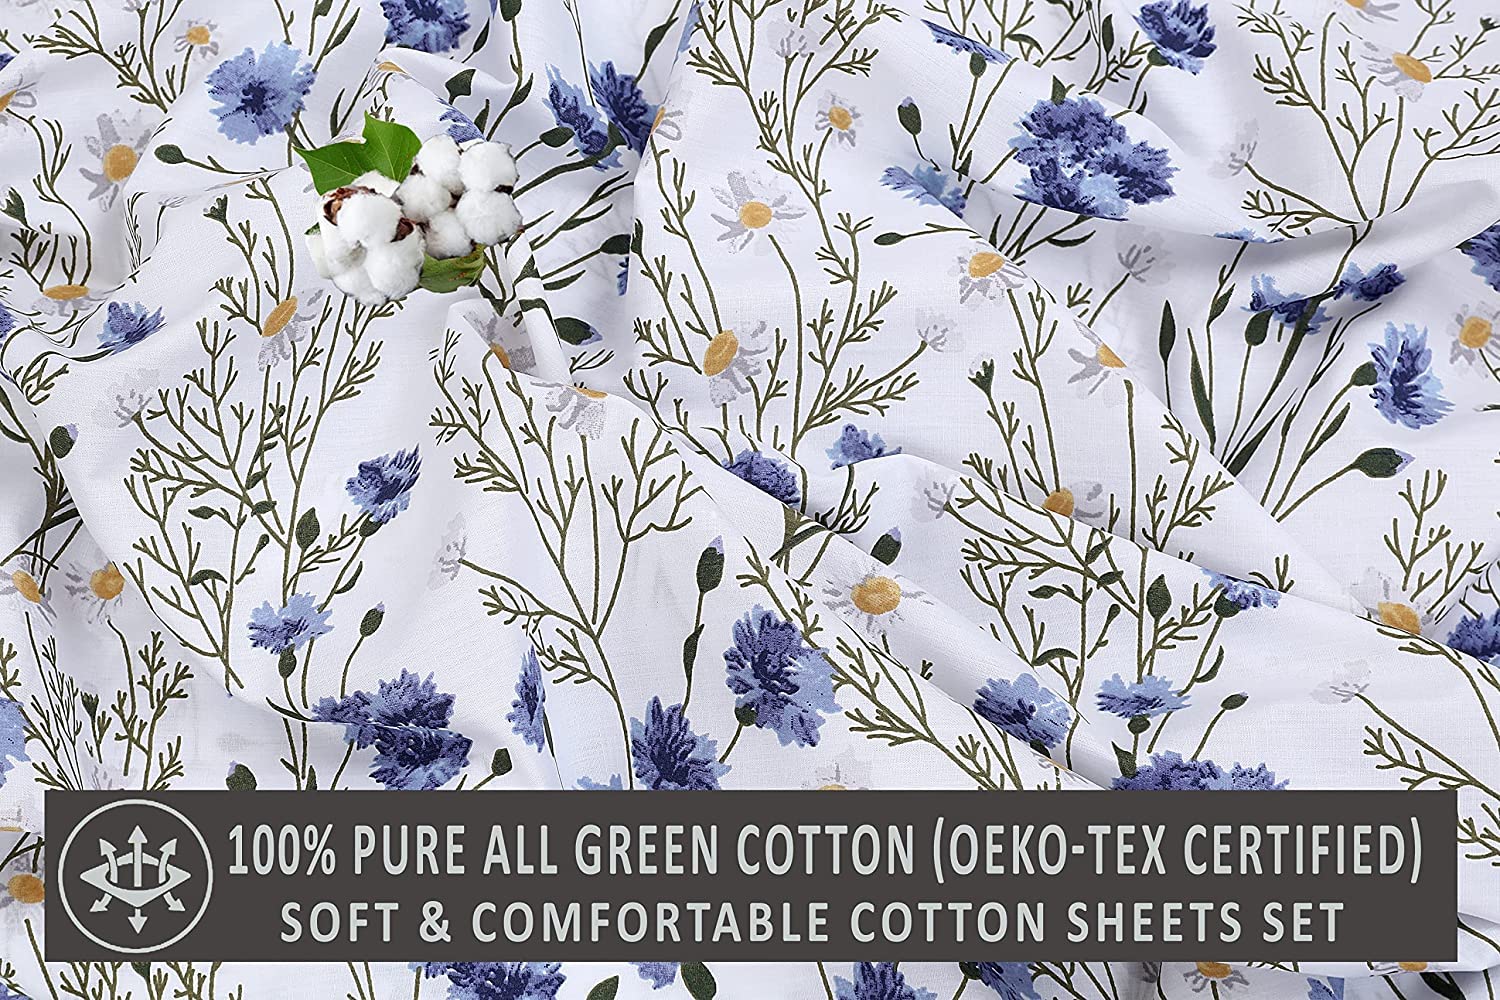 100% PURE ALL GREEN COTTON (OEKO-TEX CERTIFIED)
SOFT & COMFORTABLE COTTON SHEETS SET